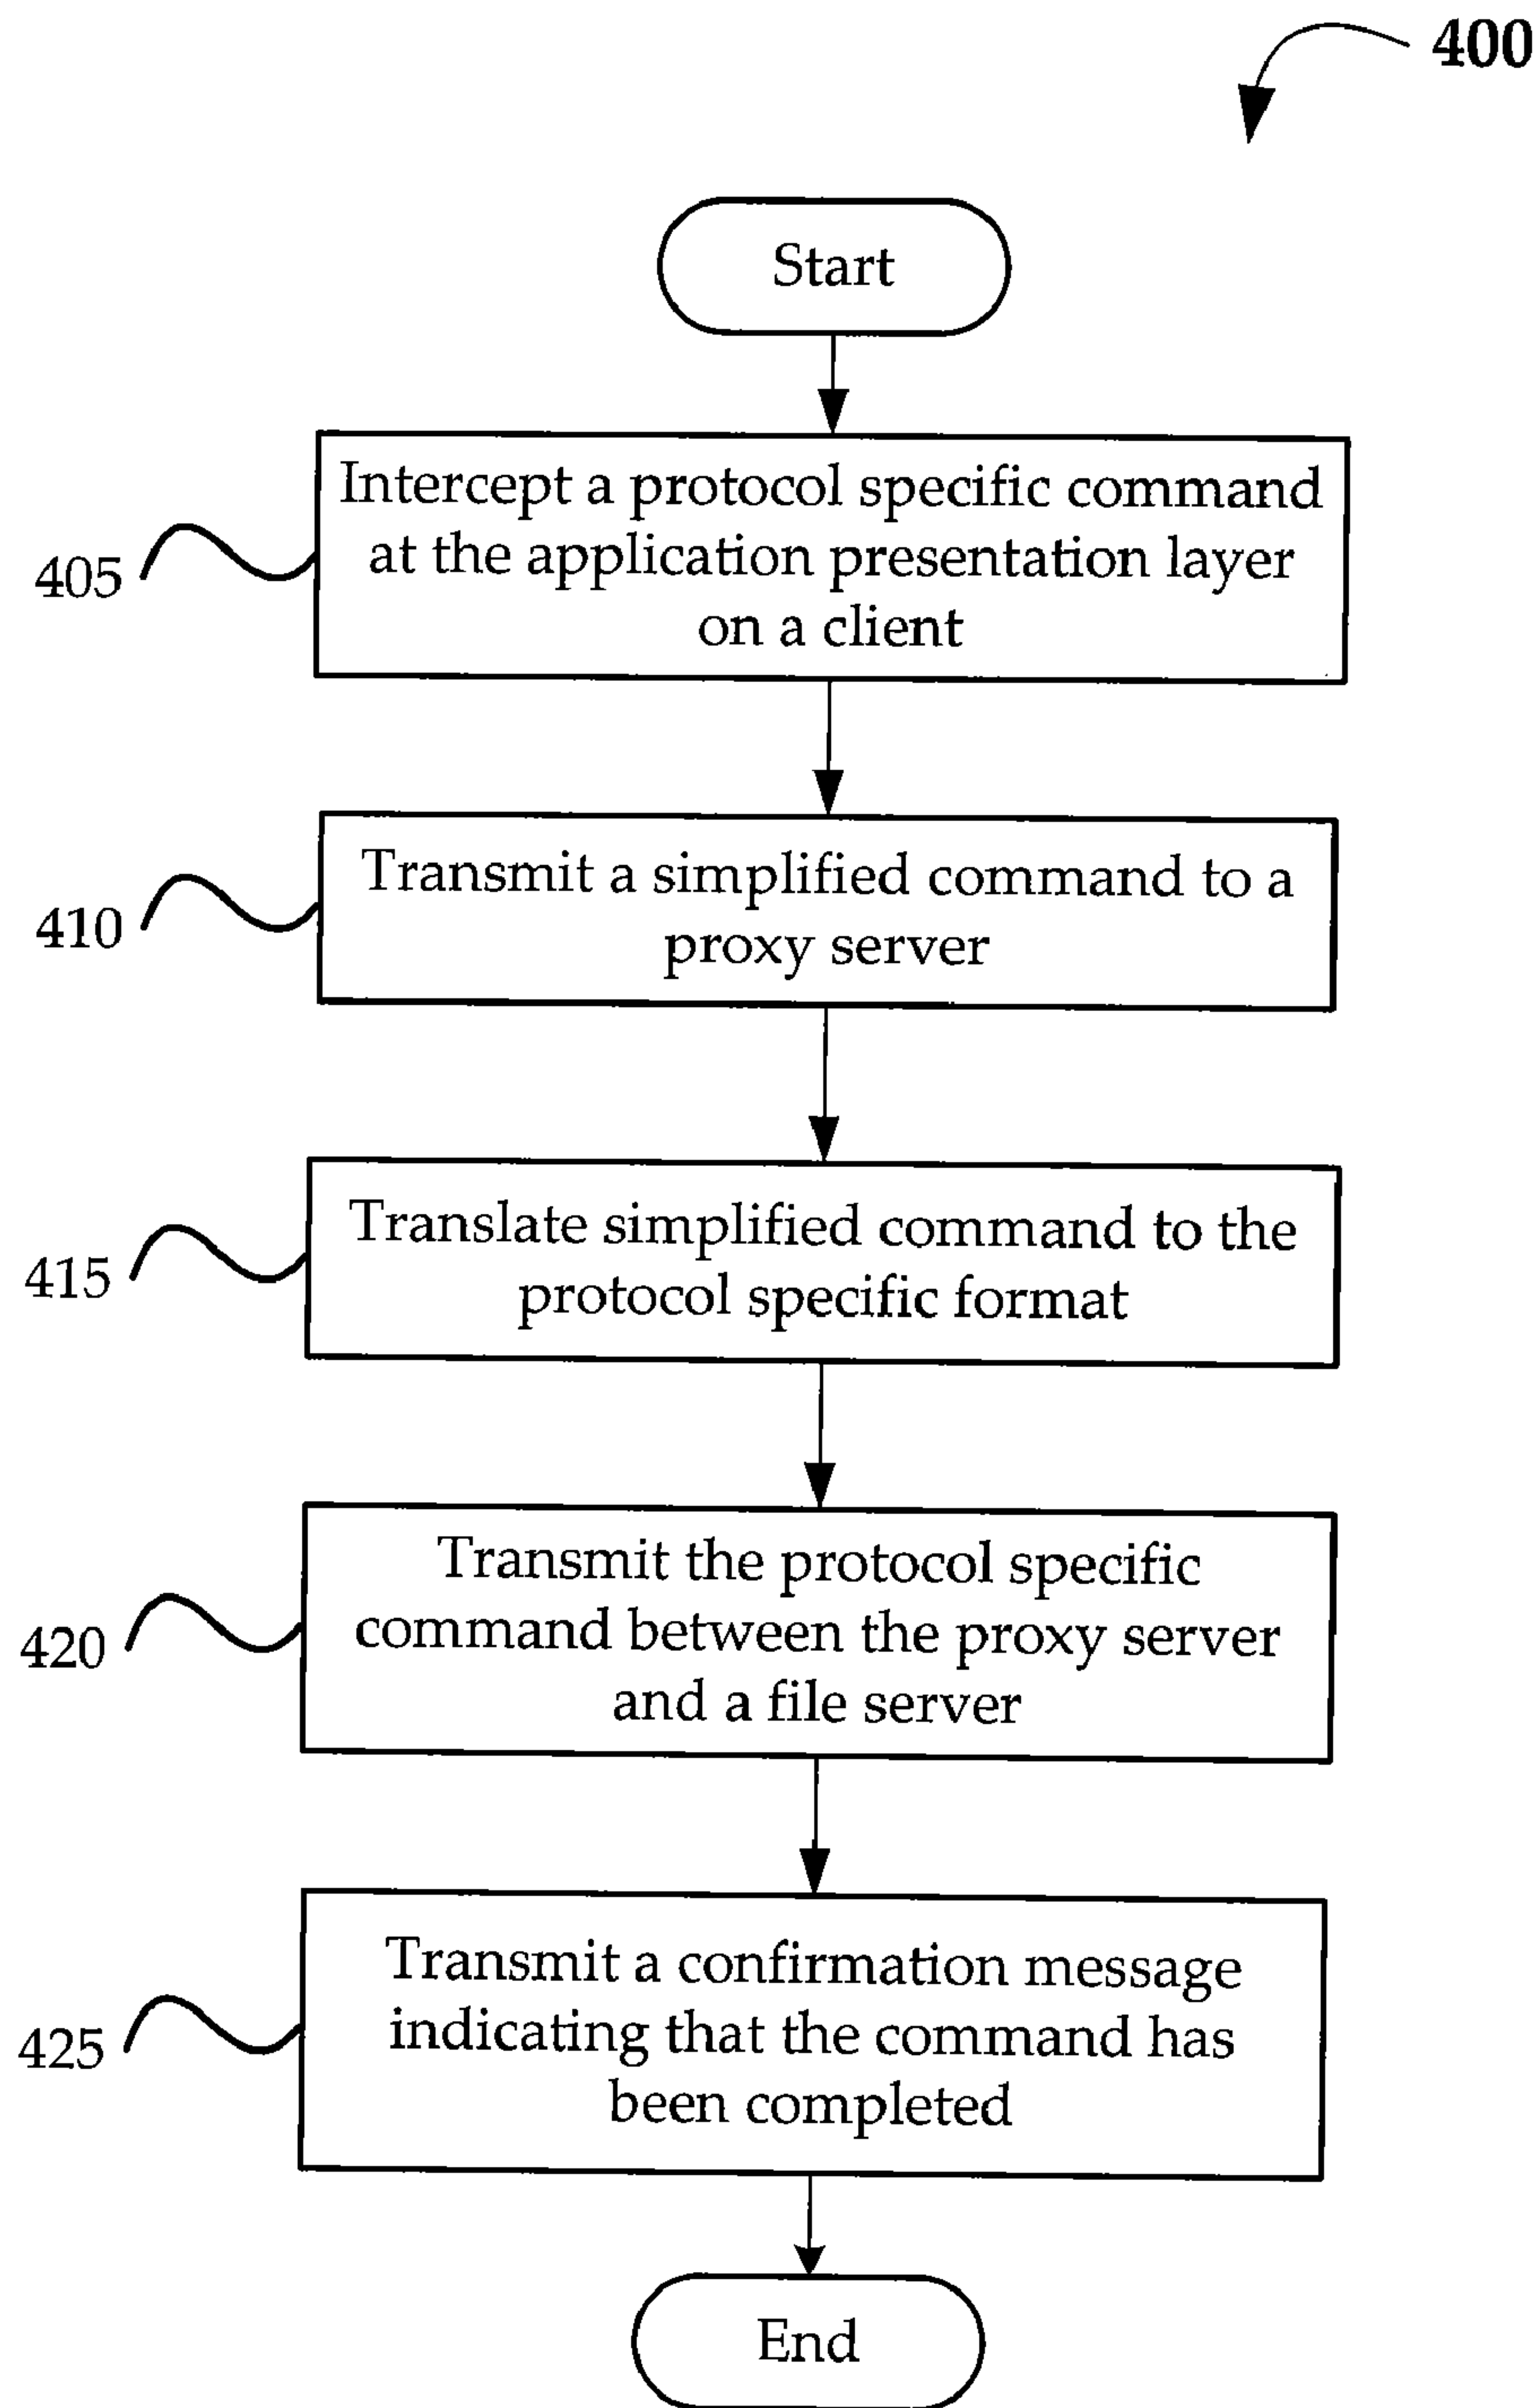 400
Start
405
Intercept a protocol specific command
at the application presentation layer
on a client
410
Transmit a simplified command to a
proxy server
415
Translate simplified command to the
protocol specific format
420
Transmit the protocol specific
command between the proxy server
and a file server
425
Transmit a confirmation message
indicating that the command has
been completed
End